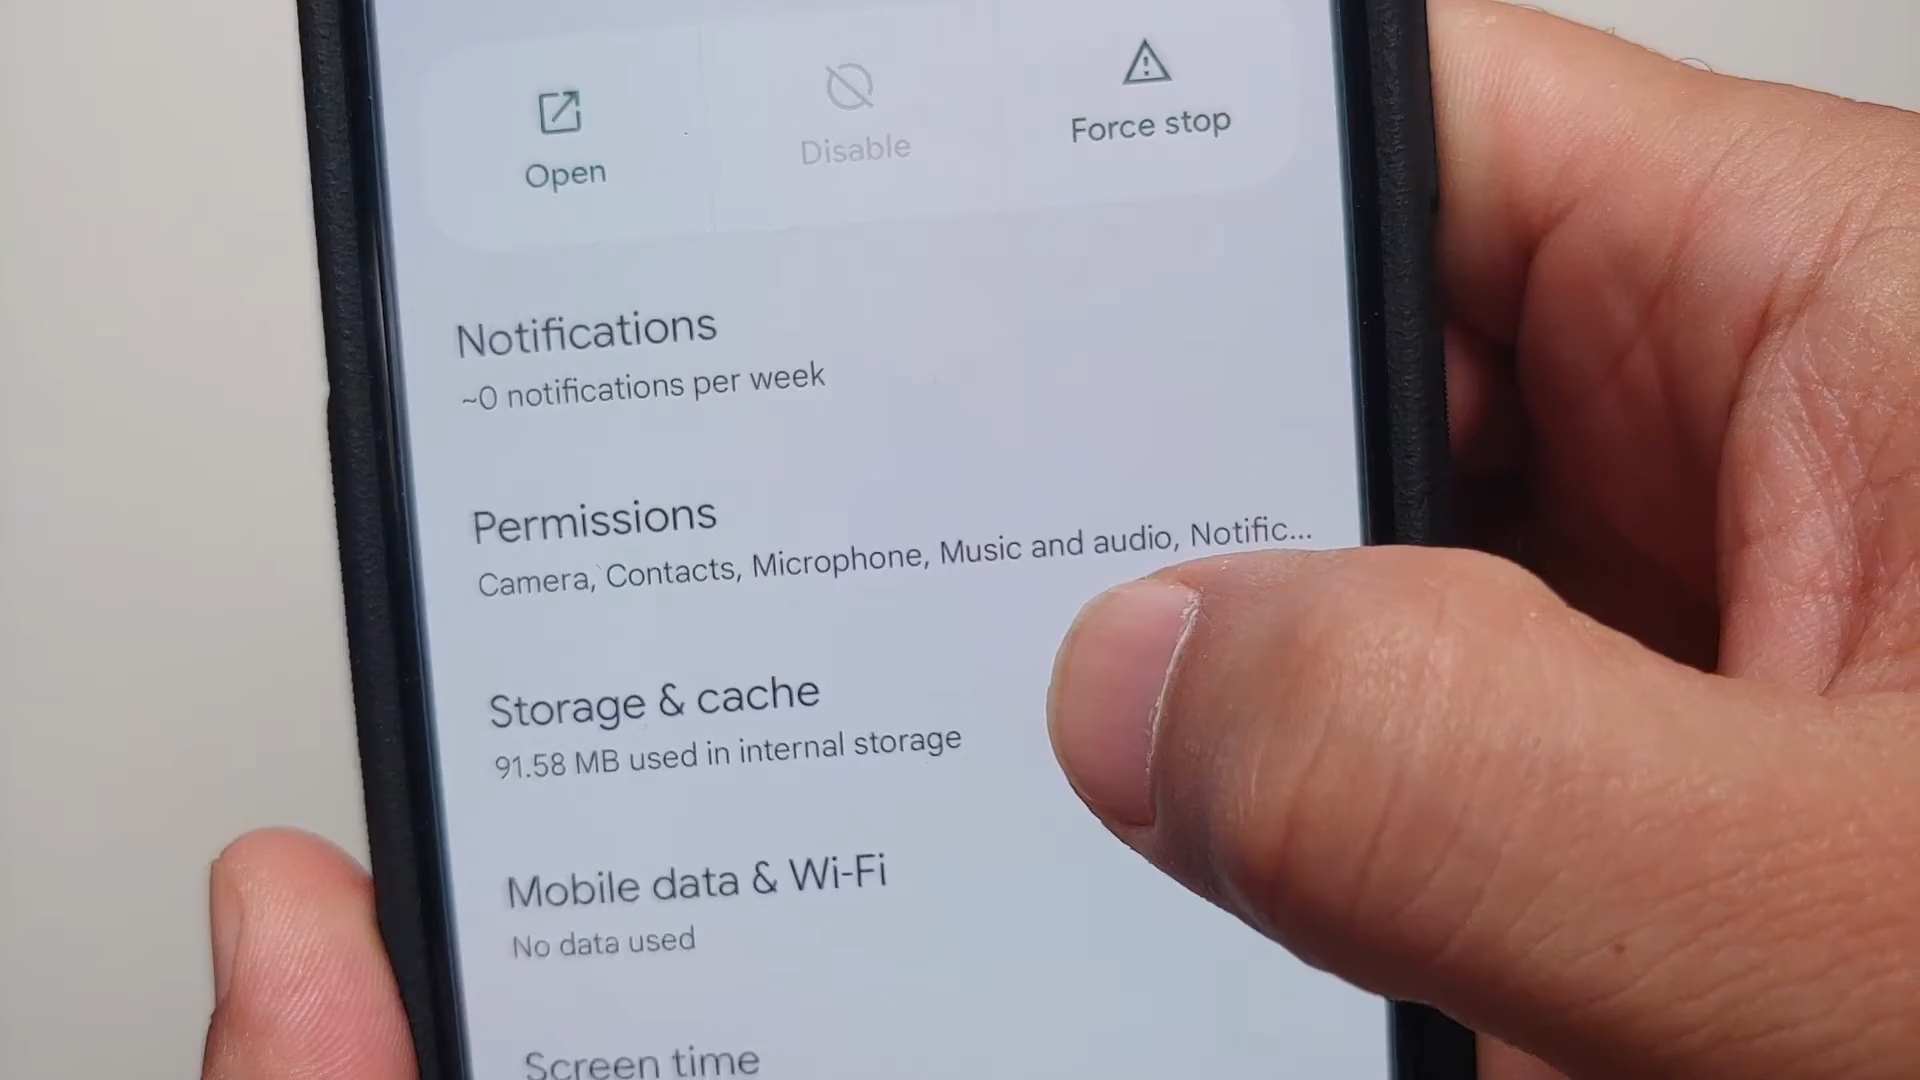 Open
Disable
Force stop
Notifications
~0 notifications per week
Permissions
Camera, Contacts, Microphone, Music and audio, Notific...
Storage & cache
91.58 MB used in internal storage
Mobile data & Wi-Fi
No data used
Screen time